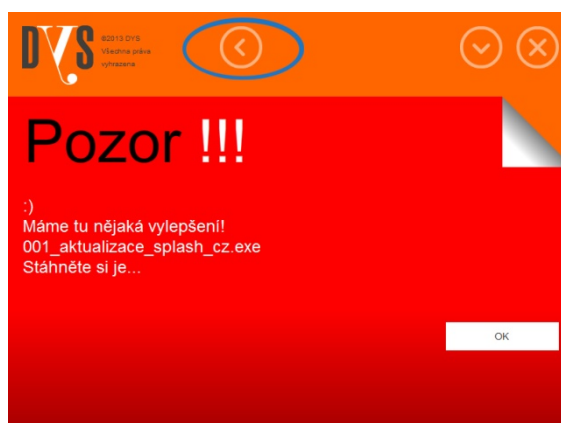 DYS
©2013 DYS
Všechna práva
vyhrazena
Pozor !!!
:)
Máme tu nějaká vylepšení!
001_aktualizace_splash_cz.exe
Stáhněte si je...
OK